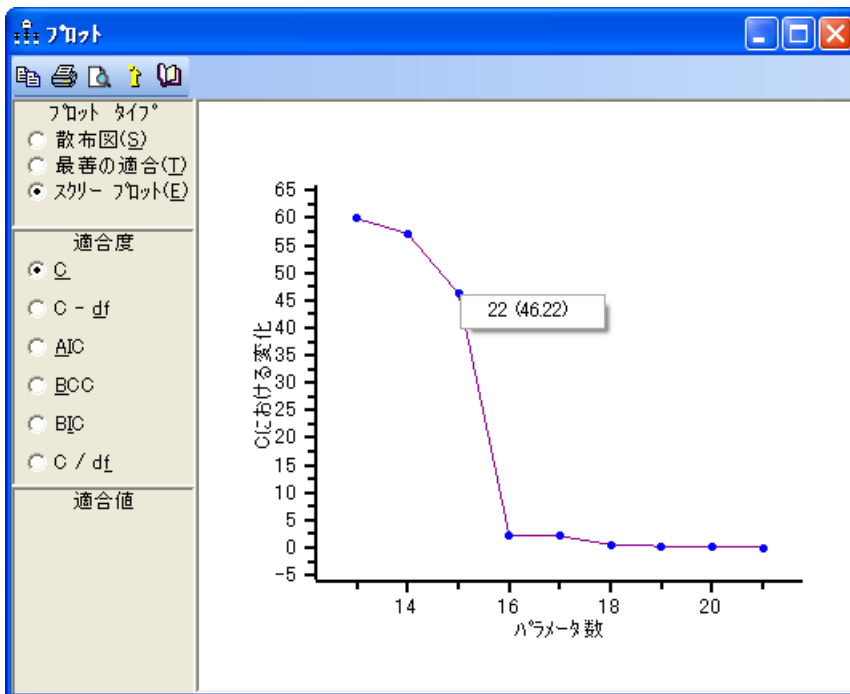 プロット
プロット タイプ
散布図(S)
最善の適合(T)
スクリー プロット(E)
適合度
C
C - df
AIC
BCC
BIC
C / df
適合値
Cにおける変化
65
60
55
50
45
40
35
30
25
20
15
10
5
0
-5
22 (46.22)
14 16 18 20
パラメータ数